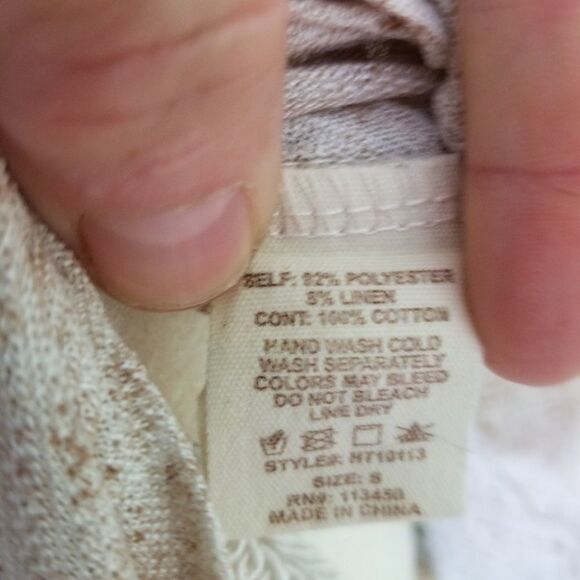 SELF: 92% POLYESTER
8% LINEN
CONT: 100% COTTON
HAND WASH COLD
WASH SEPARATELY
COLORS MAY BLEED
DO NOT BLEACH
LINE DRY
STYLE#: HT10113
SIZE: S
RN#: 113450
MADE IN CHINA